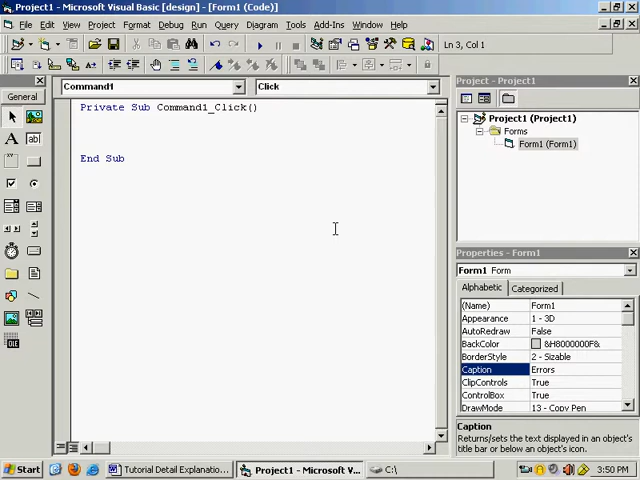 Project1 - Microsoft Visual Basic [design] - [Form1 (Code)]
File Edit View Project Format Debug Run Query Diagram Tools Add-Ins Window Help
Ln 3, Col 1
General
Command1
Click
Private Sub Command1_Click()
End Sub
Project - Project1
Project1 (Project1)
Forms
Form1 (Form1)
Properties - Form1
Form1 Form
Alphabetic Categorized
(Name) Form1
Appearance 1 - 3D
AutoRedraw False
BackColor &H8000000F&
BorderStyle 2 - Sizable
Caption Errors
ClipControls True
ControlBox True
DrawMode 13 - Copy Pen
Caption
Returns/sets the text displayed in an object's
title bar or below an object's icon.
Start
Tutorial Detail Explanatio...
Project1 - Microsoft V...
C:\
3:50 PM